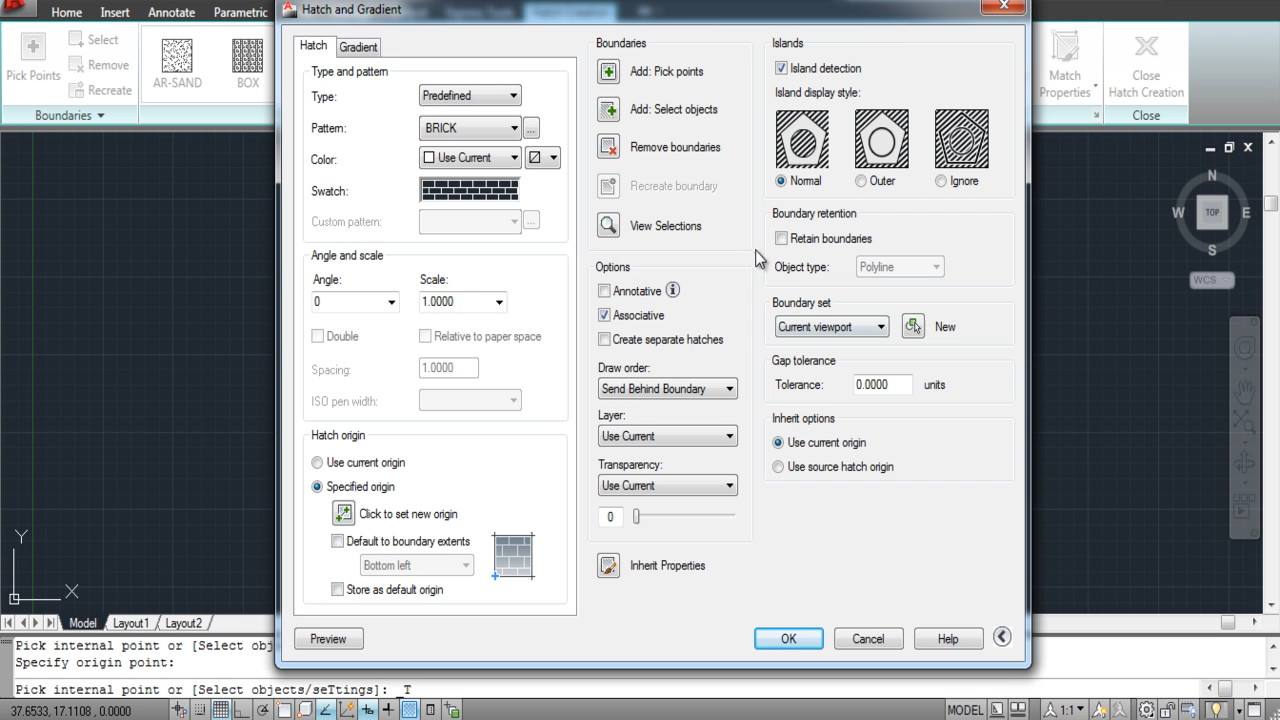 Hatch and Gradient
Home Insert Annotate Parametric
Pick Points
Select
Remove
Recreate
Boundaries
AR-SAND
BOX
Match
Properties
Close
Hatch Creation
Close
Hatch
Gradient
Type and pattern
Type:
Predefined
Pattern:
BRICK
...
Color:
Use Current
Swatch:
Custom pattern:
...
Angle and scale
Angle:
Scale:
0
1.0000
Double
Relative to paper space
Spacing:
1.0000
ISO pen width:
Hatch origin
Use current origin
Specified origin
Click to set new origin
Default to boundary extents
Bottom left
Store as default origin
Preview
Boundaries
Add: Pick points
Add: Select objects
Remove boundaries
Recreate boundary
View Selections
Options
Annotative
Associative
Create separate hatches
Draw order:
Send Behind Boundary
Layer:
Use Current
Transparency:
Use Current
0
Inherit Properties
Islands
Island detection
Island display style:
Normal
Outer
Ignore
Boundary retention
Retain boundaries
Object type:
Polyline
Boundary set
Current viewport
New
Gap tolerance
Tolerance:
0.0000
units
Inherit options
Use current origin
Use source hatch origin
OK
Cancel
Help
N
W
TOP
E
S
WCS
Y
X
Model Layout1 Layout2
Pick internal point or [Select obj
Specify origin point:
Pick internal point or [Select objects/seTtings]: _T
37.6533, 17.1108 , 0.0000
MODEL
1:1